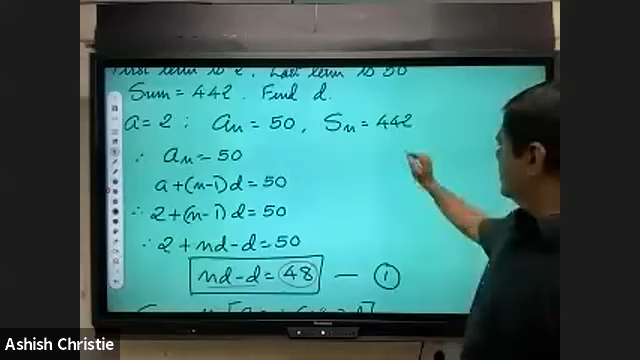 First term is 2. Last term is 50
Sum = 442. Find d.
a = 2 ; an = 50, Sn = 442
∴ an = 50
a + (n-1)d = 50
∴ 2 + (n-1)d = 50
∴ 2 + nd - d = 50
nd - d = 48 — 1
Ashish Christie